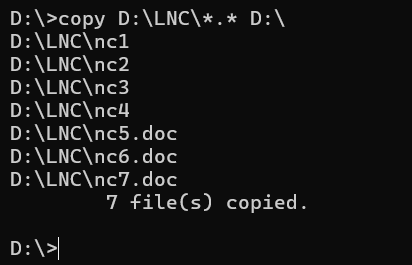 D:\>copy D:\LNC\*.* D:\
D:\LNC\nc1
D:\LNC\nc2
D:\LNC\nc3
D:\LNC\nc4
D:\LNC\nc5.doc
D:\LNC\nc6.doc
D:\LNC\nc7.doc
        7 file(s) copied.
D:\>